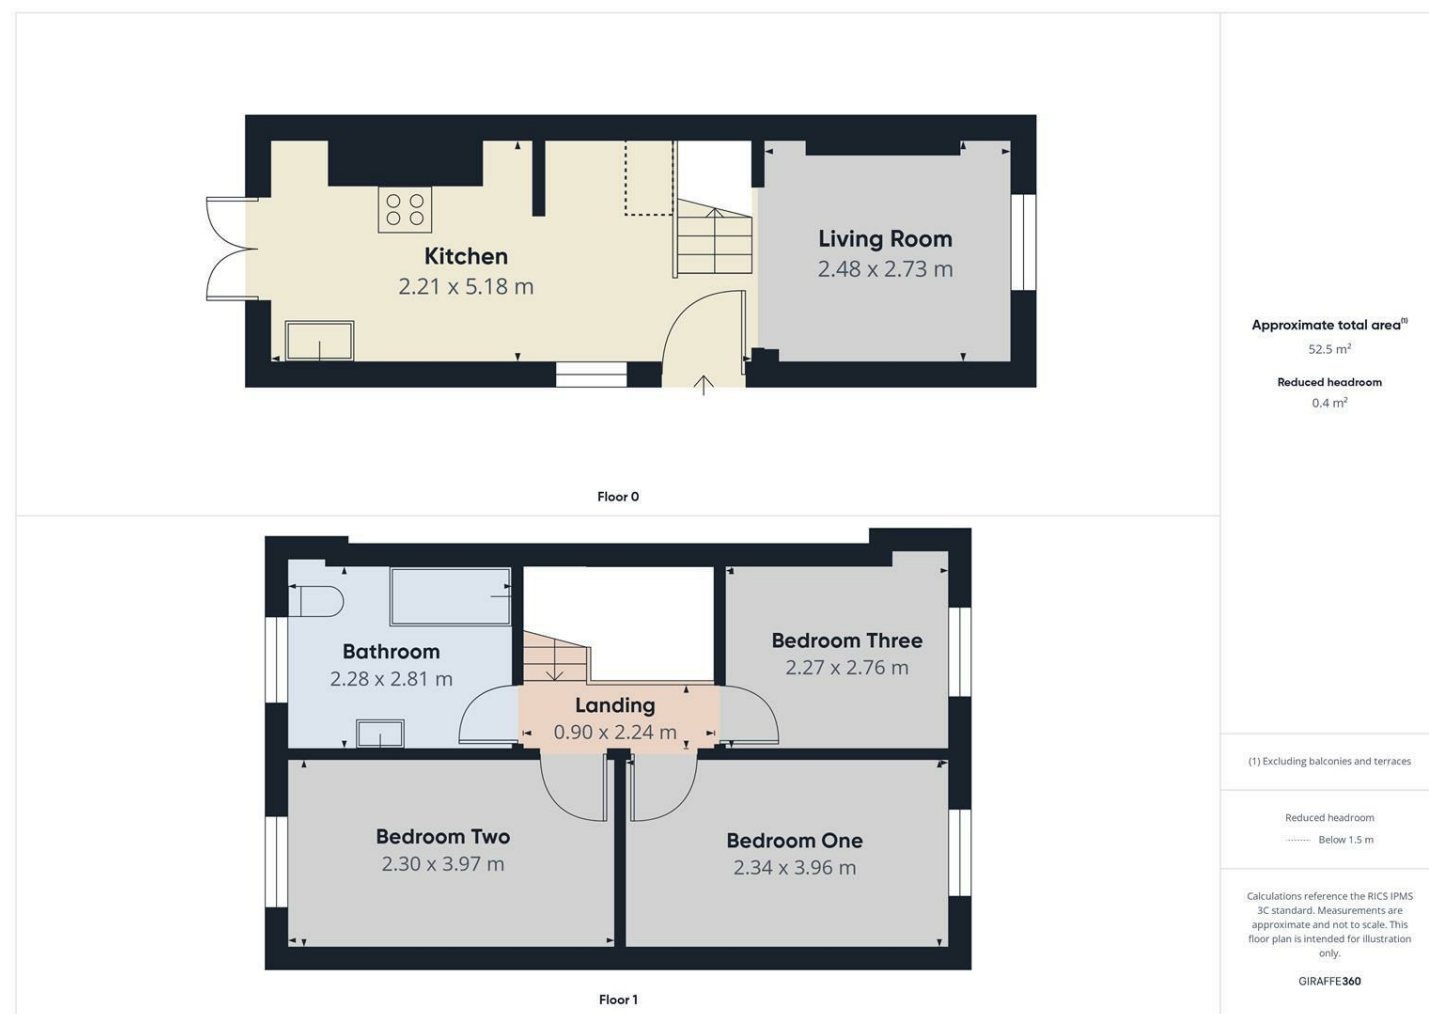 Kitchen
2.21 x 5.18 m
Living Room
2.48 x 2.73 m
Floor 0
Bathroom
2.28 x 2.81 m
Landing
0.90 x 2.24 m
Bedroom Three
2.27 x 2.76 m
Bedroom Two
2.30 x 3.97 m
Bedroom One
2.34 x 3.96 m
Floor 1
Approximate total area⁽¹⁾
52.5 m²
Reduced headroom
0.4 m²
(1) Excluding balconies and terraces
Reduced headroom
Below 1.5 m
Calculations reference the RICS IPMS
3C standard. Measurements are
approximate and not to scale. This
floor plan is intended for illustration
only.
GIRAFFE360